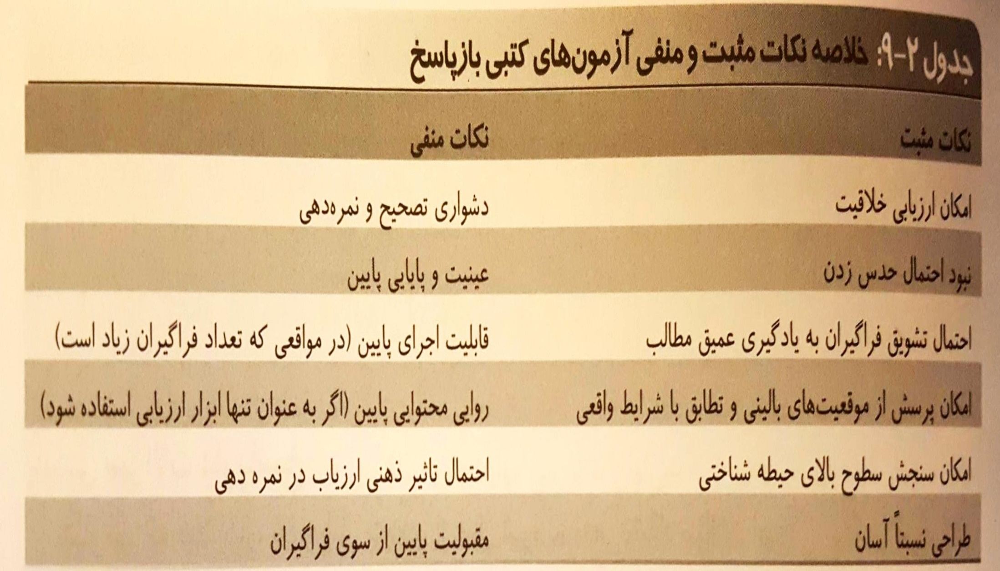 جدول ۲-۹: خلاصه نکات مثبت و منفی آزمون‌های کتبی بازپاسخ
نکات مثبت نکات منفی
امکان ارزیابی خلاقیت دشواری تصحیح و نمره‌دهی
نبود احتمال حدس زدن عینیت و پایایی پایین
احتمال تشویق فراگیران به یادگیری عمیق مطالب قابلیت اجرای پایین (در مواقعی که تعداد فراگیران زیاد است)
امکان پرسش از موقعیت‌های بالینی و تطابق با شرایط واقعی روایی محتوایی پایین (اگر به عنوان تنها ابزار ارزیابی استفاده شود)
امکان سنجش سطوح بالای حیطه شناختی احتمال تاثیر ذهنی ارزیاب در نمره دهی
طراحی نسبتاً آسان مقبولیت پایین از سوی فراگیران